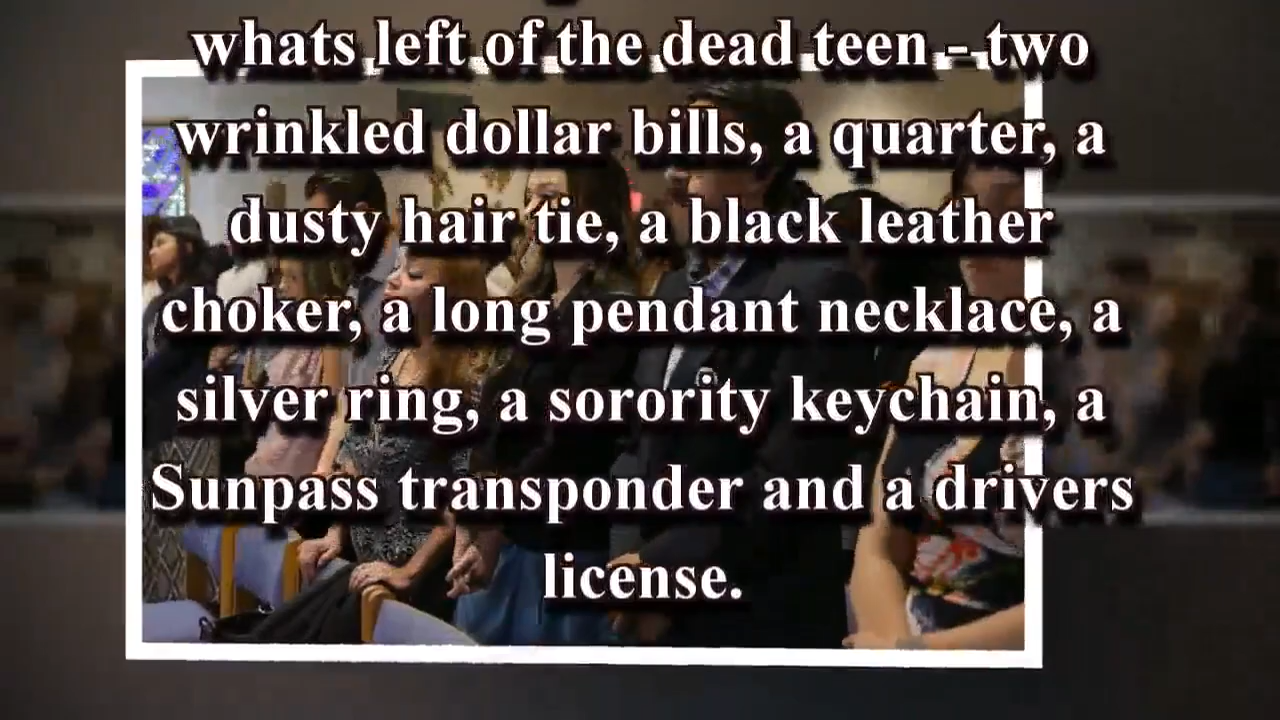 whats left of the dead teen - two
wrinkled dollar bills, a quarter, a
dusty hair tie, a black leather
choker, a long pendant necklace, a
silver ring, a sorority keychain, a
Sunpass transponder and a drivers
license.